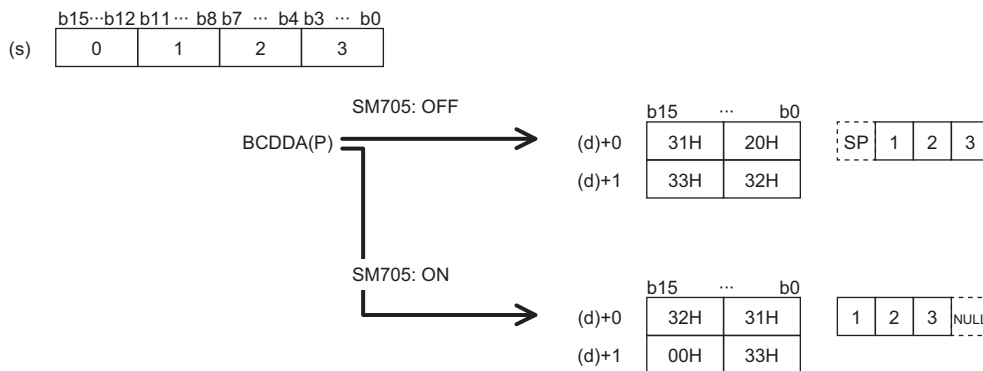 b15···b12 b11 ··· b8 b7 ··· b4 b3 ··· b0
(s) 0 1 2 3
SM705: OFF
b15 ··· b0
BCDDA(P)
(d)+0 31H 20H SP 1 2 3
(d)+1 33H 32H
SM705: ON
b15 ··· b0
(d)+0 32H 31H 1 2 3 NULL
(d)+1 00H 33H